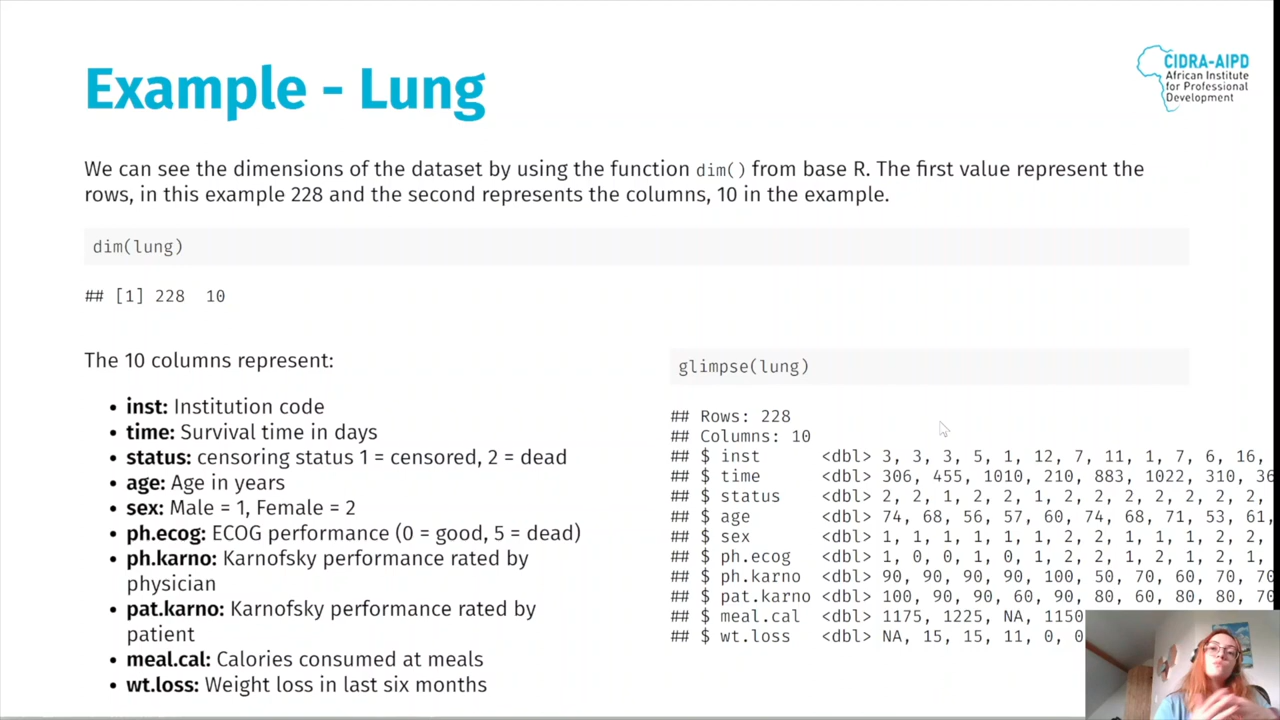 Example - Lung
CIDRA-AIPD
African Institute
for Professional
Development
We can see the dimensions of the dataset by using the function dim() from base R. The first value represent the
rows, in this example 228 and the second represents the columns, 10 in the example.
dim(lung)
## [1] 228 10
The 10 columns represent:
• inst: Institution code
• time: Survival time in days
• status: censoring status 1 = censored, 2 = dead
• age: Age in years
• sex: Male = 1, Female = 2
• ph.ecog: ECOG performance (0 = good, 5 = dead)
• ph.karno: Karnofsky performance rated by
physician
• pat.karno: Karnofsky performance rated by
patient
• meal.cal: Calories consumed at meals
• wt.loss: Weight loss in last six months
glimpse(lung)
## Rows: 228
## Columns: 10
## $ inst <dbl> 3, 3, 3, 5, 1, 12, 7, 11, 1, 7, 6, 16,
## $ time <dbl> 306, 455, 1010, 210, 883, 1022, 310, 36
## $ status <dbl> 2, 2, 1, 2, 2, 1, 2, 2, 2, 2, 2, 2, 2,
## $ age <dbl> 74, 68, 56, 57, 60, 74, 68, 71, 53, 61,
## $ sex <dbl> 1, 1, 1, 1, 1, 1, 2, 2, 1, 1, 1, 2, 2,
## $ ph.ecog <dbl> 1, 0, 0, 1, 0, 1, 2, 2, 1, 2, 1, 2, 1,
## $ ph.karno <dbl> 90, 90, 90, 90, 100, 50, 70, 60, 70, 70
## $ pat.karno <dbl> 100, 90, 90, 60, 90, 80, 60, 80, 80, 70
## $ meal.cal <dbl> 1175, 1225, NA, 1150
## $ wt.loss <dbl> NA, 15, 15, 11, 0, 0